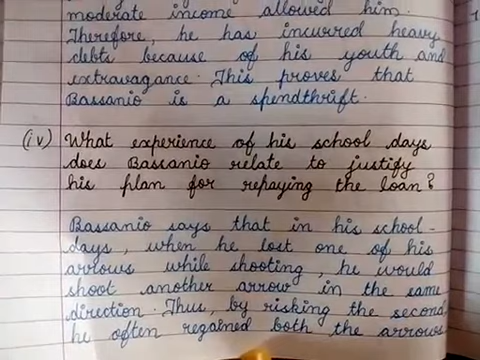 moderate income allowed him.
Therefore, he has incurred heavy
debts because of his youth and
extravagance. This proves that
Bassanio is a spendthrift.
(iv) What experience of his school days
does Bassanio relate to justify
his plan for repaying the loan?
Bassanio says that in his school-
days, when he lost one of his
arrows while shooting, he would
shoot another arrow in the same
direction. Thus, by risking the second,
he often regained both the arrows.